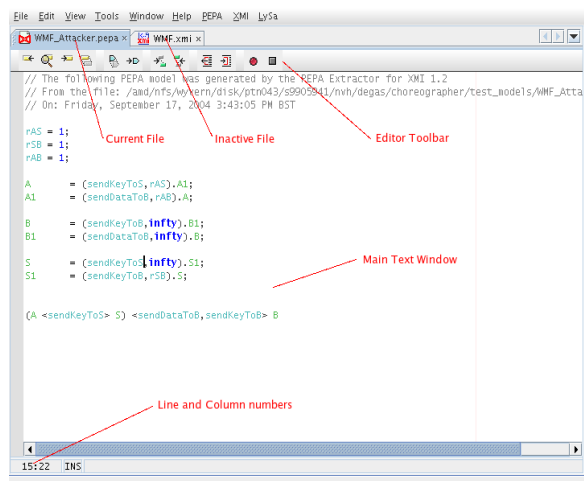 File Edit View Tools Window Help PEPA XMI LySa
WMF_Attacker.pepa × WMF.xmi ×
// The following PEPA model was generated by the PEPA Extractor for XMI 1.2
// From the file: /amd/nfs/wyvern/disk/ptn043/s9905941/nvh/degas/choreographer/test_models/WMF_Atta
// On: Friday, September 17, 2004 3:43:05 PM BST
rAS = 1;
rSB = 1;
rAB = 1;
Current File
Inactive File
Editor Toolbar
A = (sendKeyToS,rAS).A1;
A1 = (sendDataToB,rAB).A;
B = (sendKeyToB,infty).B1;
B1 = (sendDataToB,infty).B;
S = (sendKeyToS,infty).S1;
S1 = (sendKeyToB,rSB).S;
Main Text Window
(A <sendKeyToS> S) <sendDataToB,sendKeyToB> B
Line and Column numbers
15:22 INS